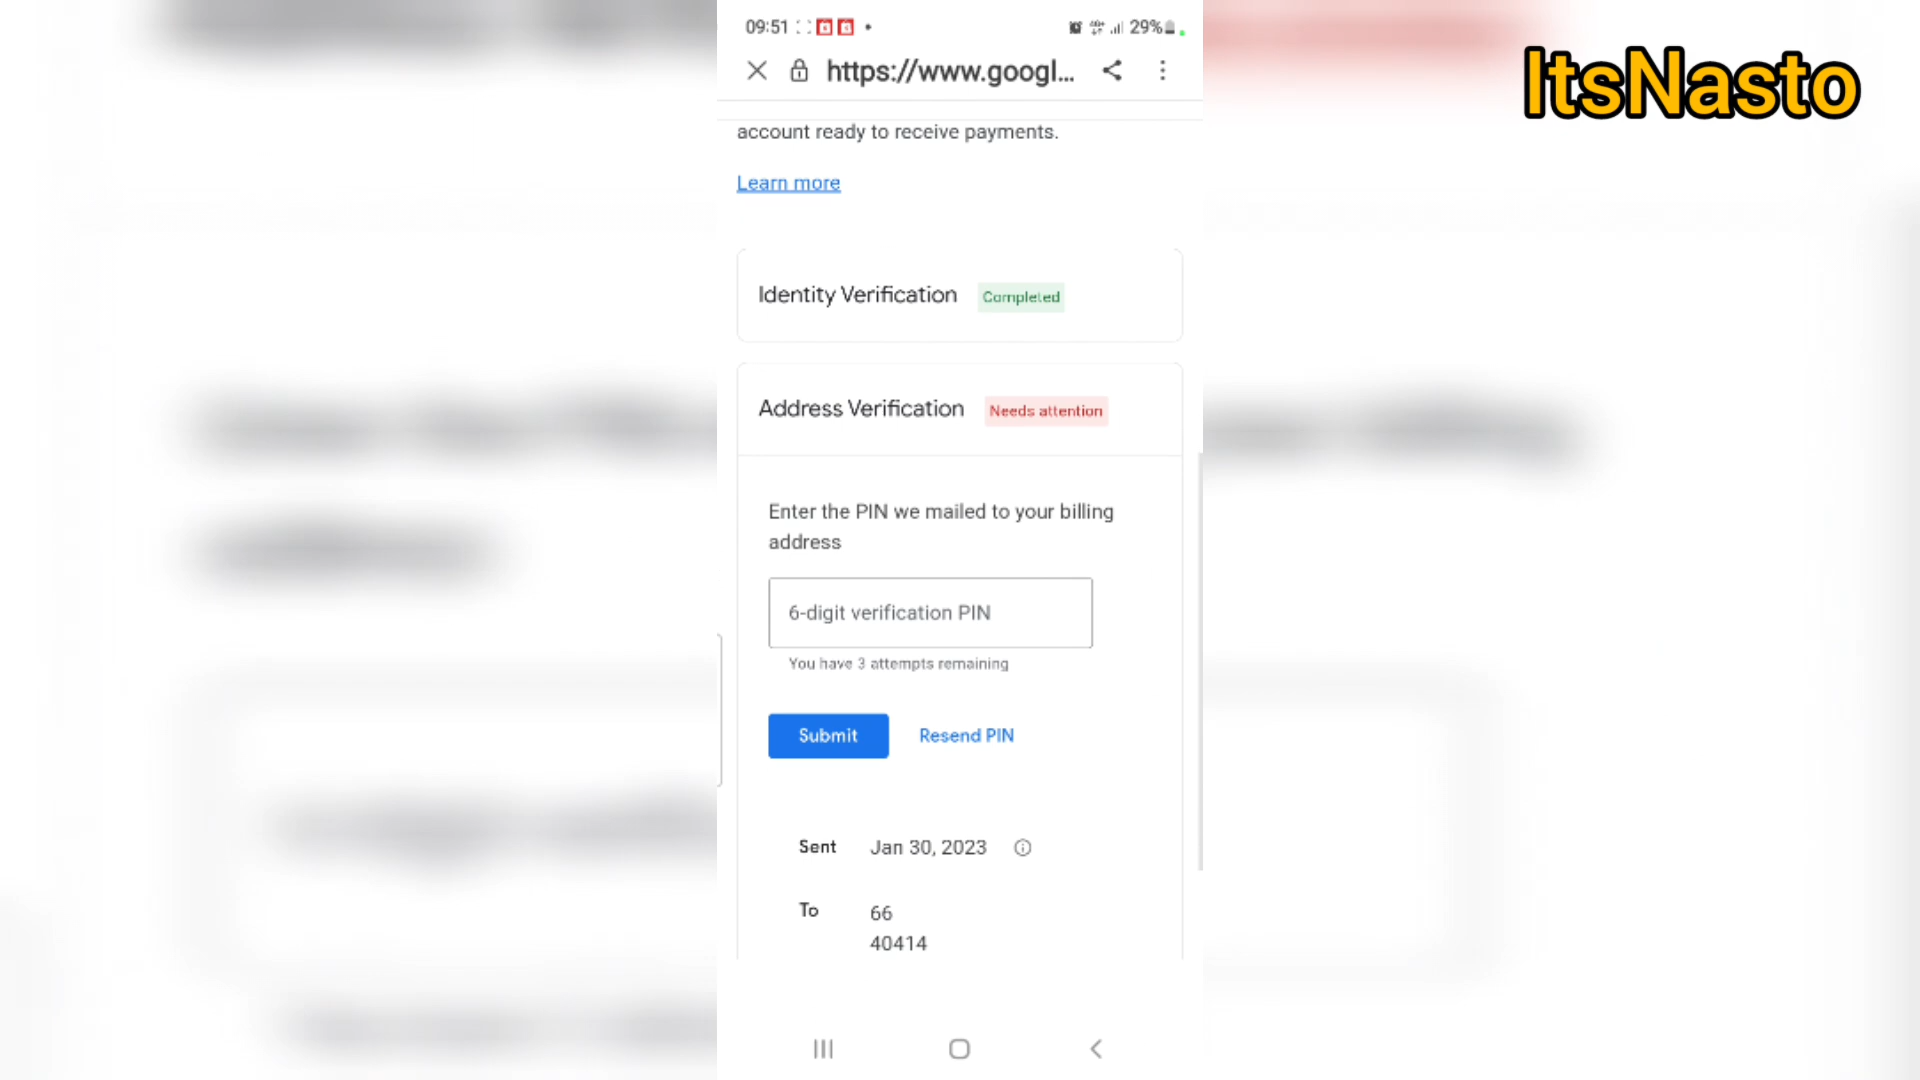 09:51
29%
https://www.googl...
ItsNasto
account ready to receive payments.
Learn more
Identity Verification Completed
Address Verification Needs attention
Enter the PIN we mailed to your billing
address
6-digit verification PIN
You have 3 attempts remaining
Submit Resend PIN
Sent Jan 30, 2023
To 66
40414